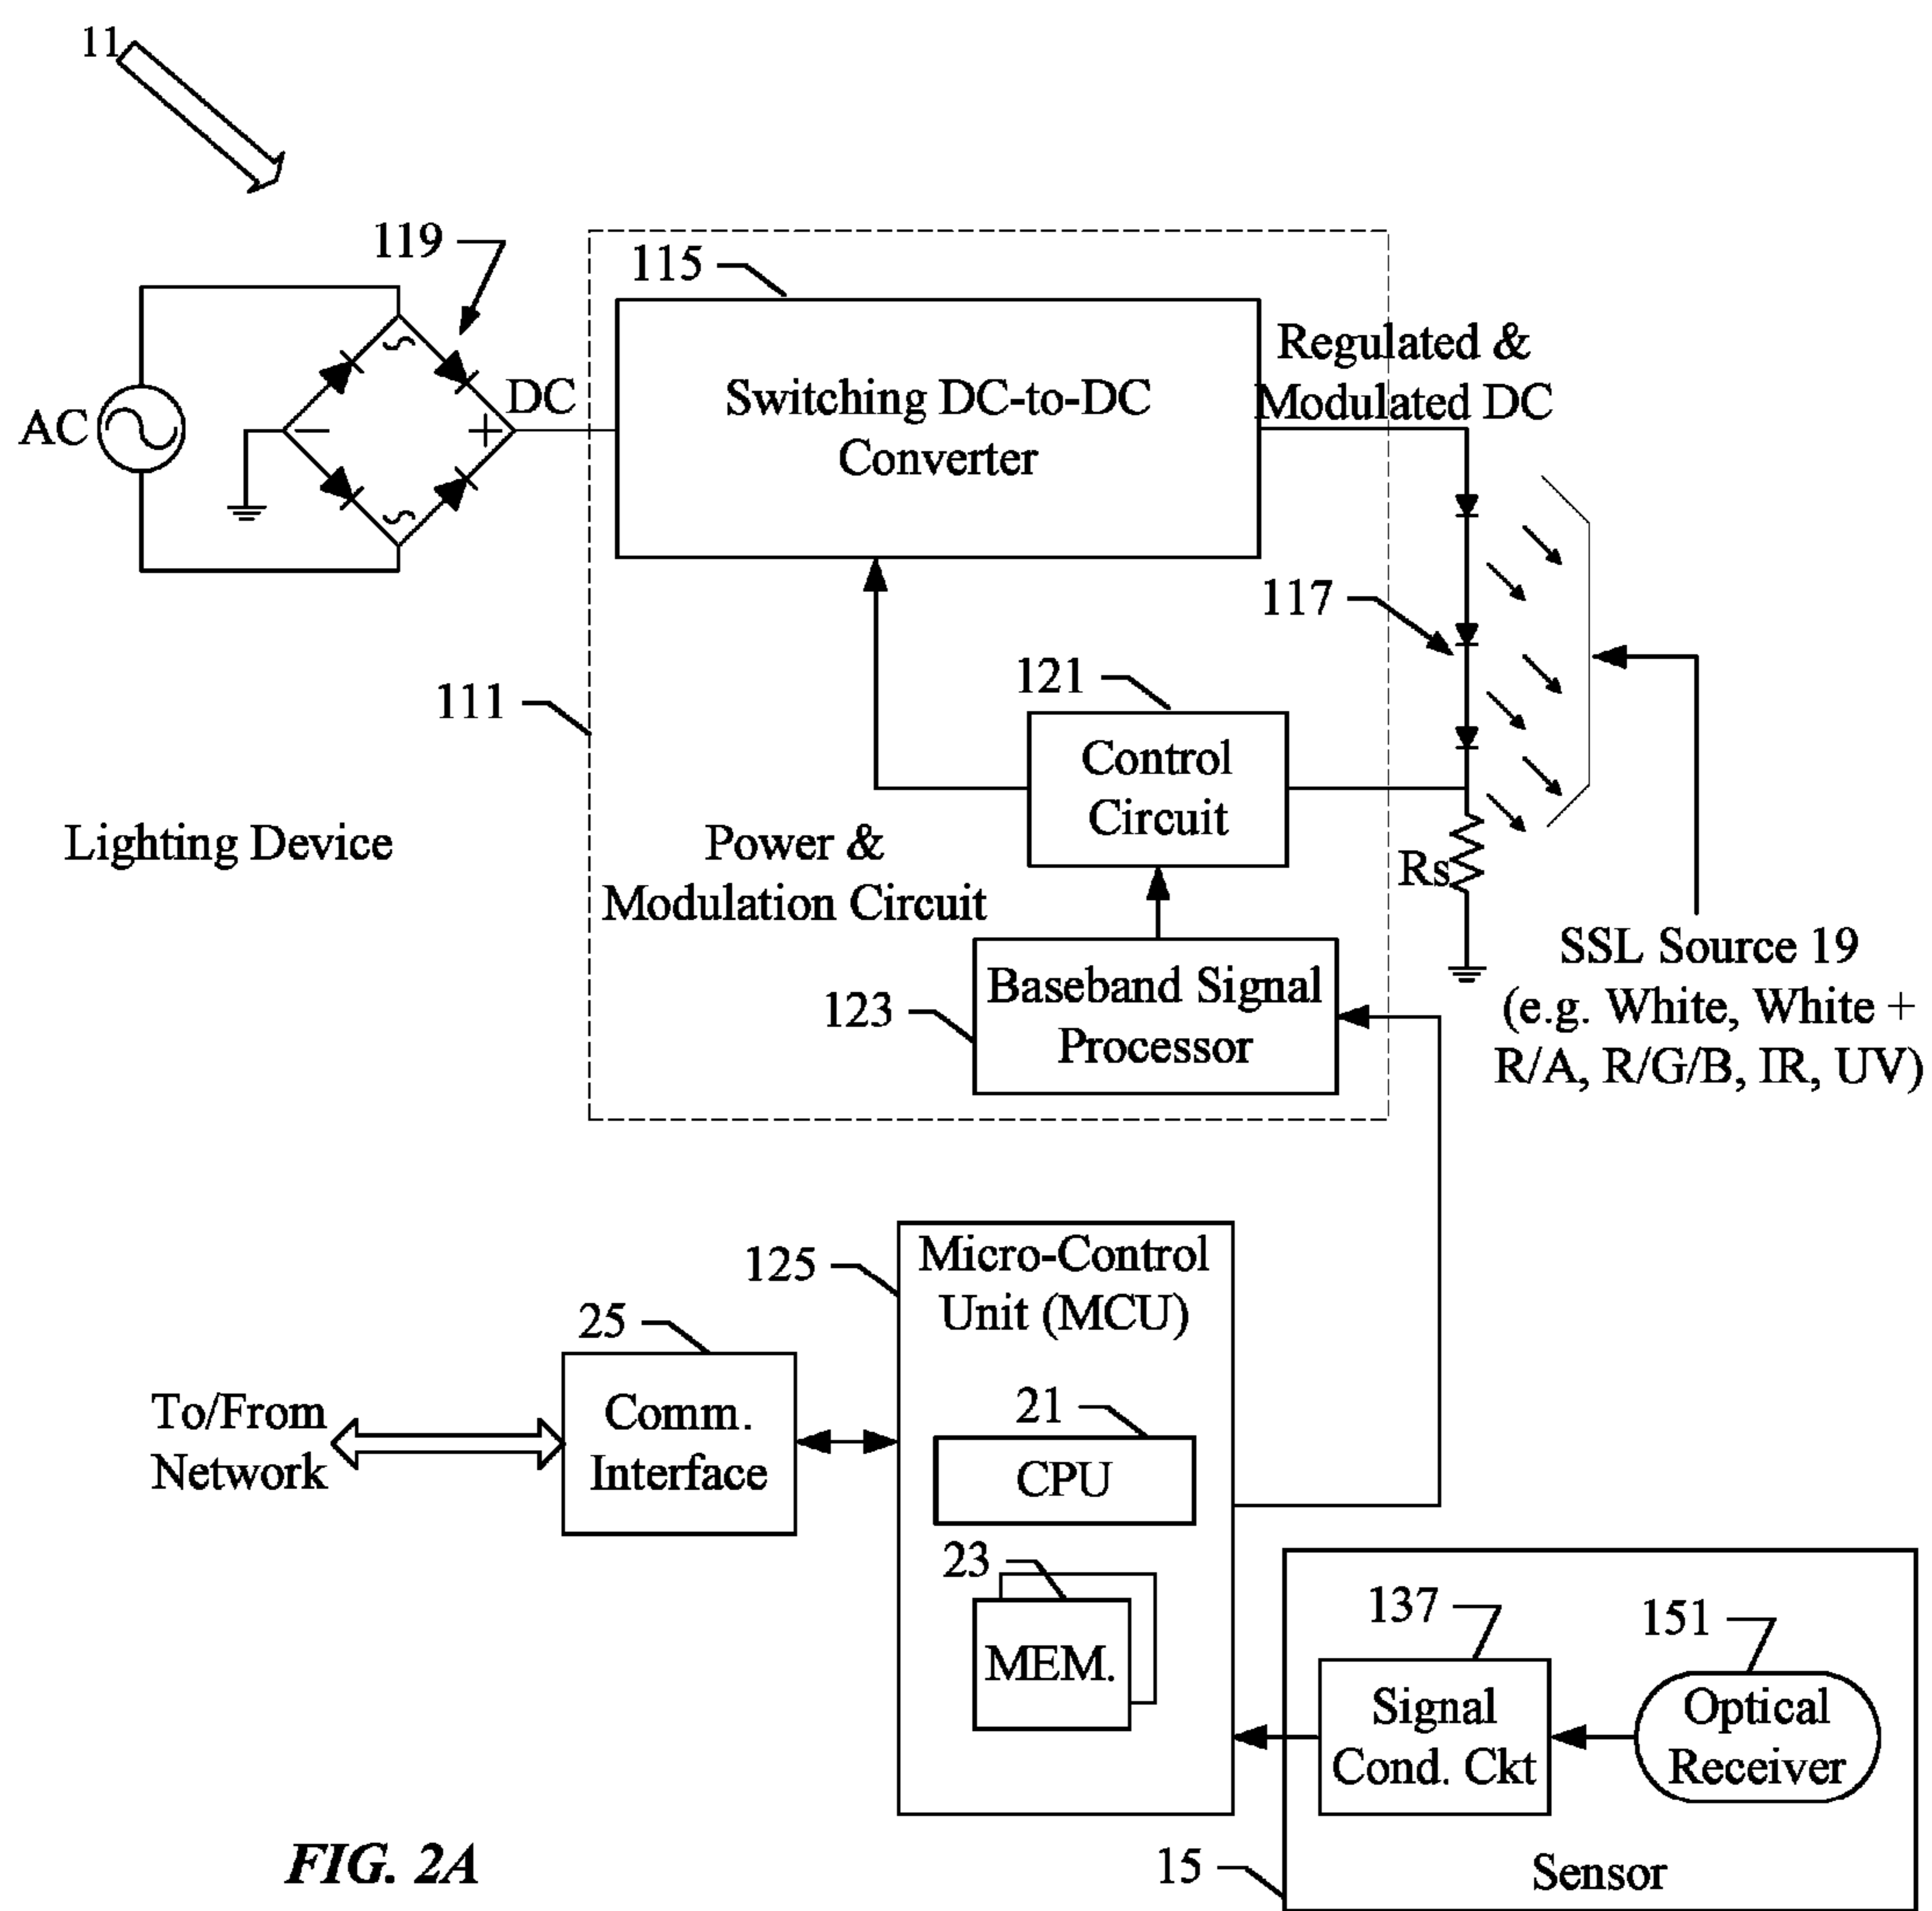 11
119
115
Regulated &
Modulated DC
DC
Switching DC-to-DC
Converter
AC
117
121
111
Control
Circuit
Lighting Device
Power &
Modulation Circuit
Rs
SSL Source 19
(e.g. White, White +
R/A, R/G/B, IR, UV)
Baseband Signal
Processor
123
125
Micro-Control
Unit (MCU)
25
To/From
Network
Comm.
Interface
21
CPU
23
MEM.
137
151
Signal
Cond. Ckt
Optical
Receiver
15
Sensor
FIG. 2A